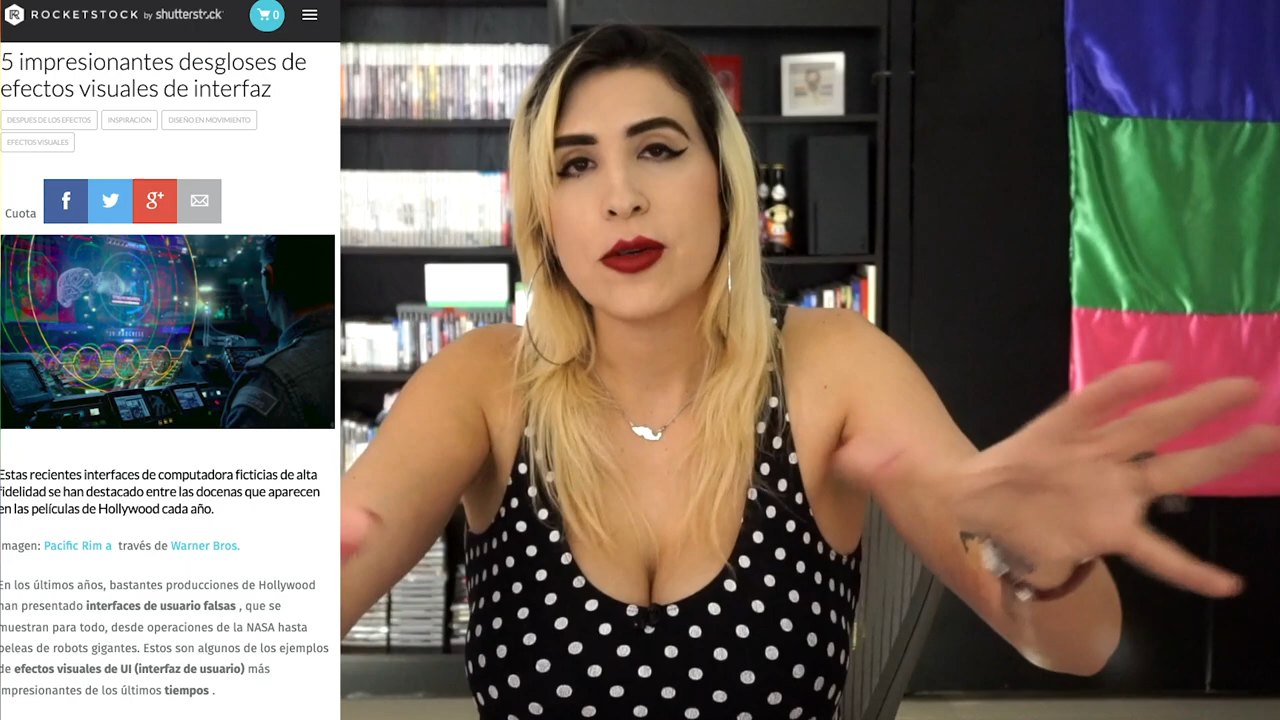 ROCKETSTOCK by shutterstock
0
5 impresionantes desgloses de
efectos visuales de interfaz
DESPUES DE LOS EFECTOS
INSPIRACIÓN
DISEÑO EN MOVIMIENTO
EFECTOS VISUALES
Cuota
f
g+
Estas recientes interfaces de computadora ficticias de alta
fidelidad se han destacado entre las docenas que aparecen
en las películas de Hollywood cada año.
magen: Pacific Rim a través de Warner Bros.
En los últimos años, bastantes producciones de Hollywood
han presentado interfaces de usuario falsas , que se
muestran para todo, desde operaciones de la NASA hasta
peleas de robots gigantes. Estos son algunos de los ejemplos
de efectos visuales de UI (interfaz de usuario) más
impresionantes de los últimos tiempos .